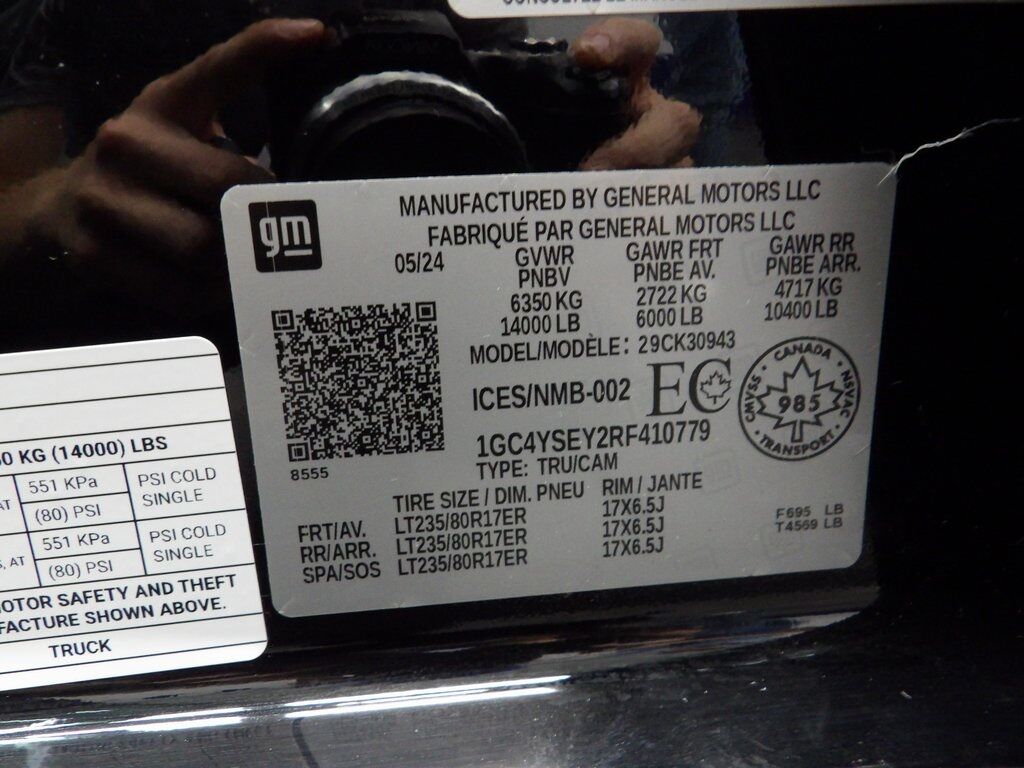 gm
MANUFACTURED BY GENERAL MOTORS LLC
FABRIQUÉ PAR GENERAL MOTORS LLC
05/24
GVWR
PNBV
6350 KG
14000 LB
GAWR FRT
PNBE AV.
2722 KG
6000 LB
GAWR RR
PNBE ARR.
4717 KG
10400 LB
MODEL/MODÈLE: 29CK30943
ICES/NMB-002
EC
CANADA
CMVSS
NSVAC
985
TRANSPORT
1GC4YSEY2RF410779
TYPE: TRU/CAM
8555
TIRE SIZE / DIM. PNEU RIM / JANTE
FRT/AV. LT235/80R17ER 17X6.5J
RR/ARR. LT235/80R17ER 17X6.5J
SPA/SOS LT235/80R17ER 17X6.5J
F695 LB
T4569 LB
0 KG (14000) LBS
AT 551 KPa PSI COLD
(80) PSI SINGLE
, AT 551 KPa PSI COLD
(80) PSI SINGLE
OTOR SAFETY AND THEFT
FACTURE SHOWN ABOVE.
TRUCK